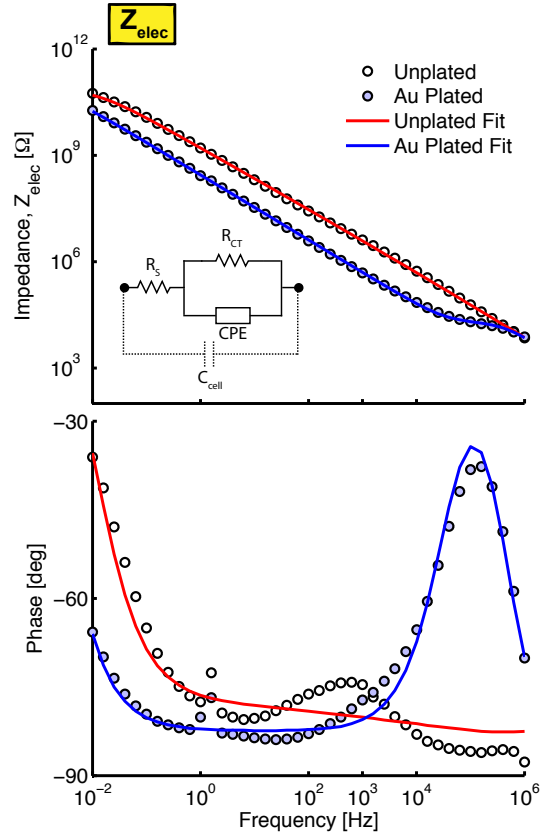 Z_elec
Impedance, Z_elec [Ω]
10^12
10^9
10^6
10^3
Unplated
Au Plated
Unplated Fit
Au Plated Fit
R_S
R_CT
CPE
C_cell
Phase [deg]
−30
−60
−90
10^−2
10^0
10^2
10^3
10^4
10^6
Frequency [Hz]